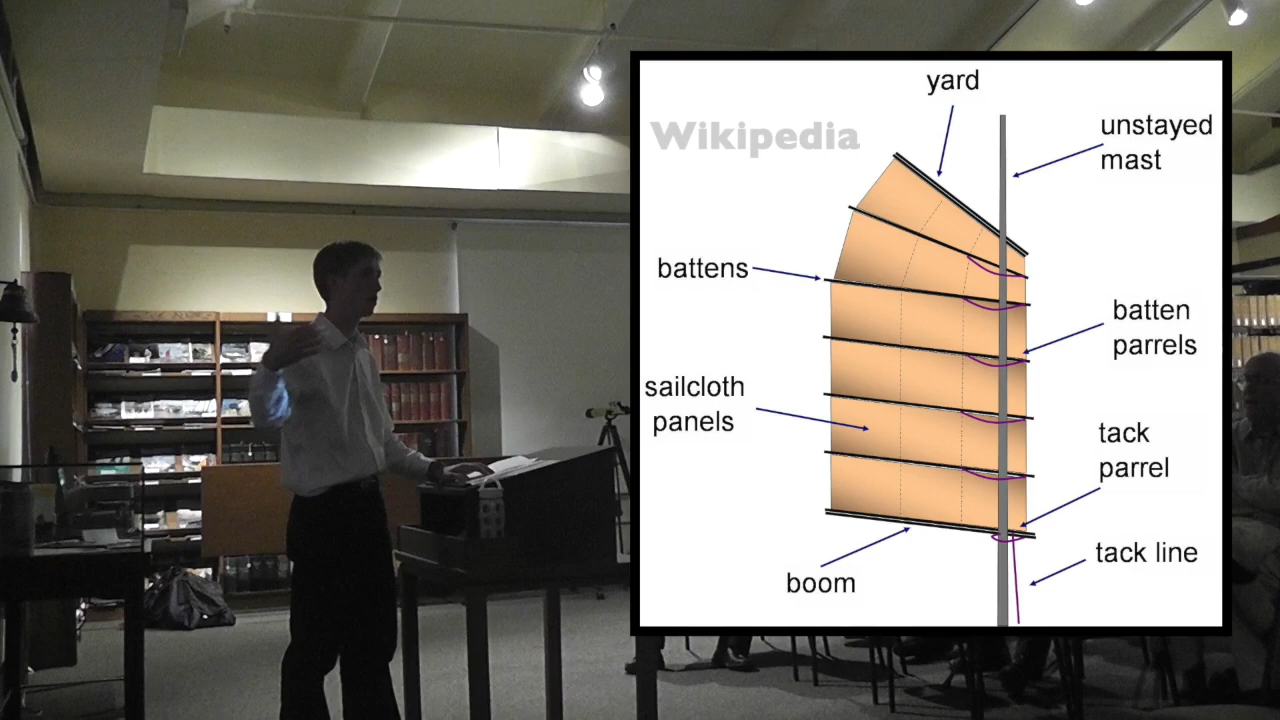 yard
Wikipedia
unstayed
mast
battens
batten
parrels
sailcloth
panels
tack
parrel
boom
tack line